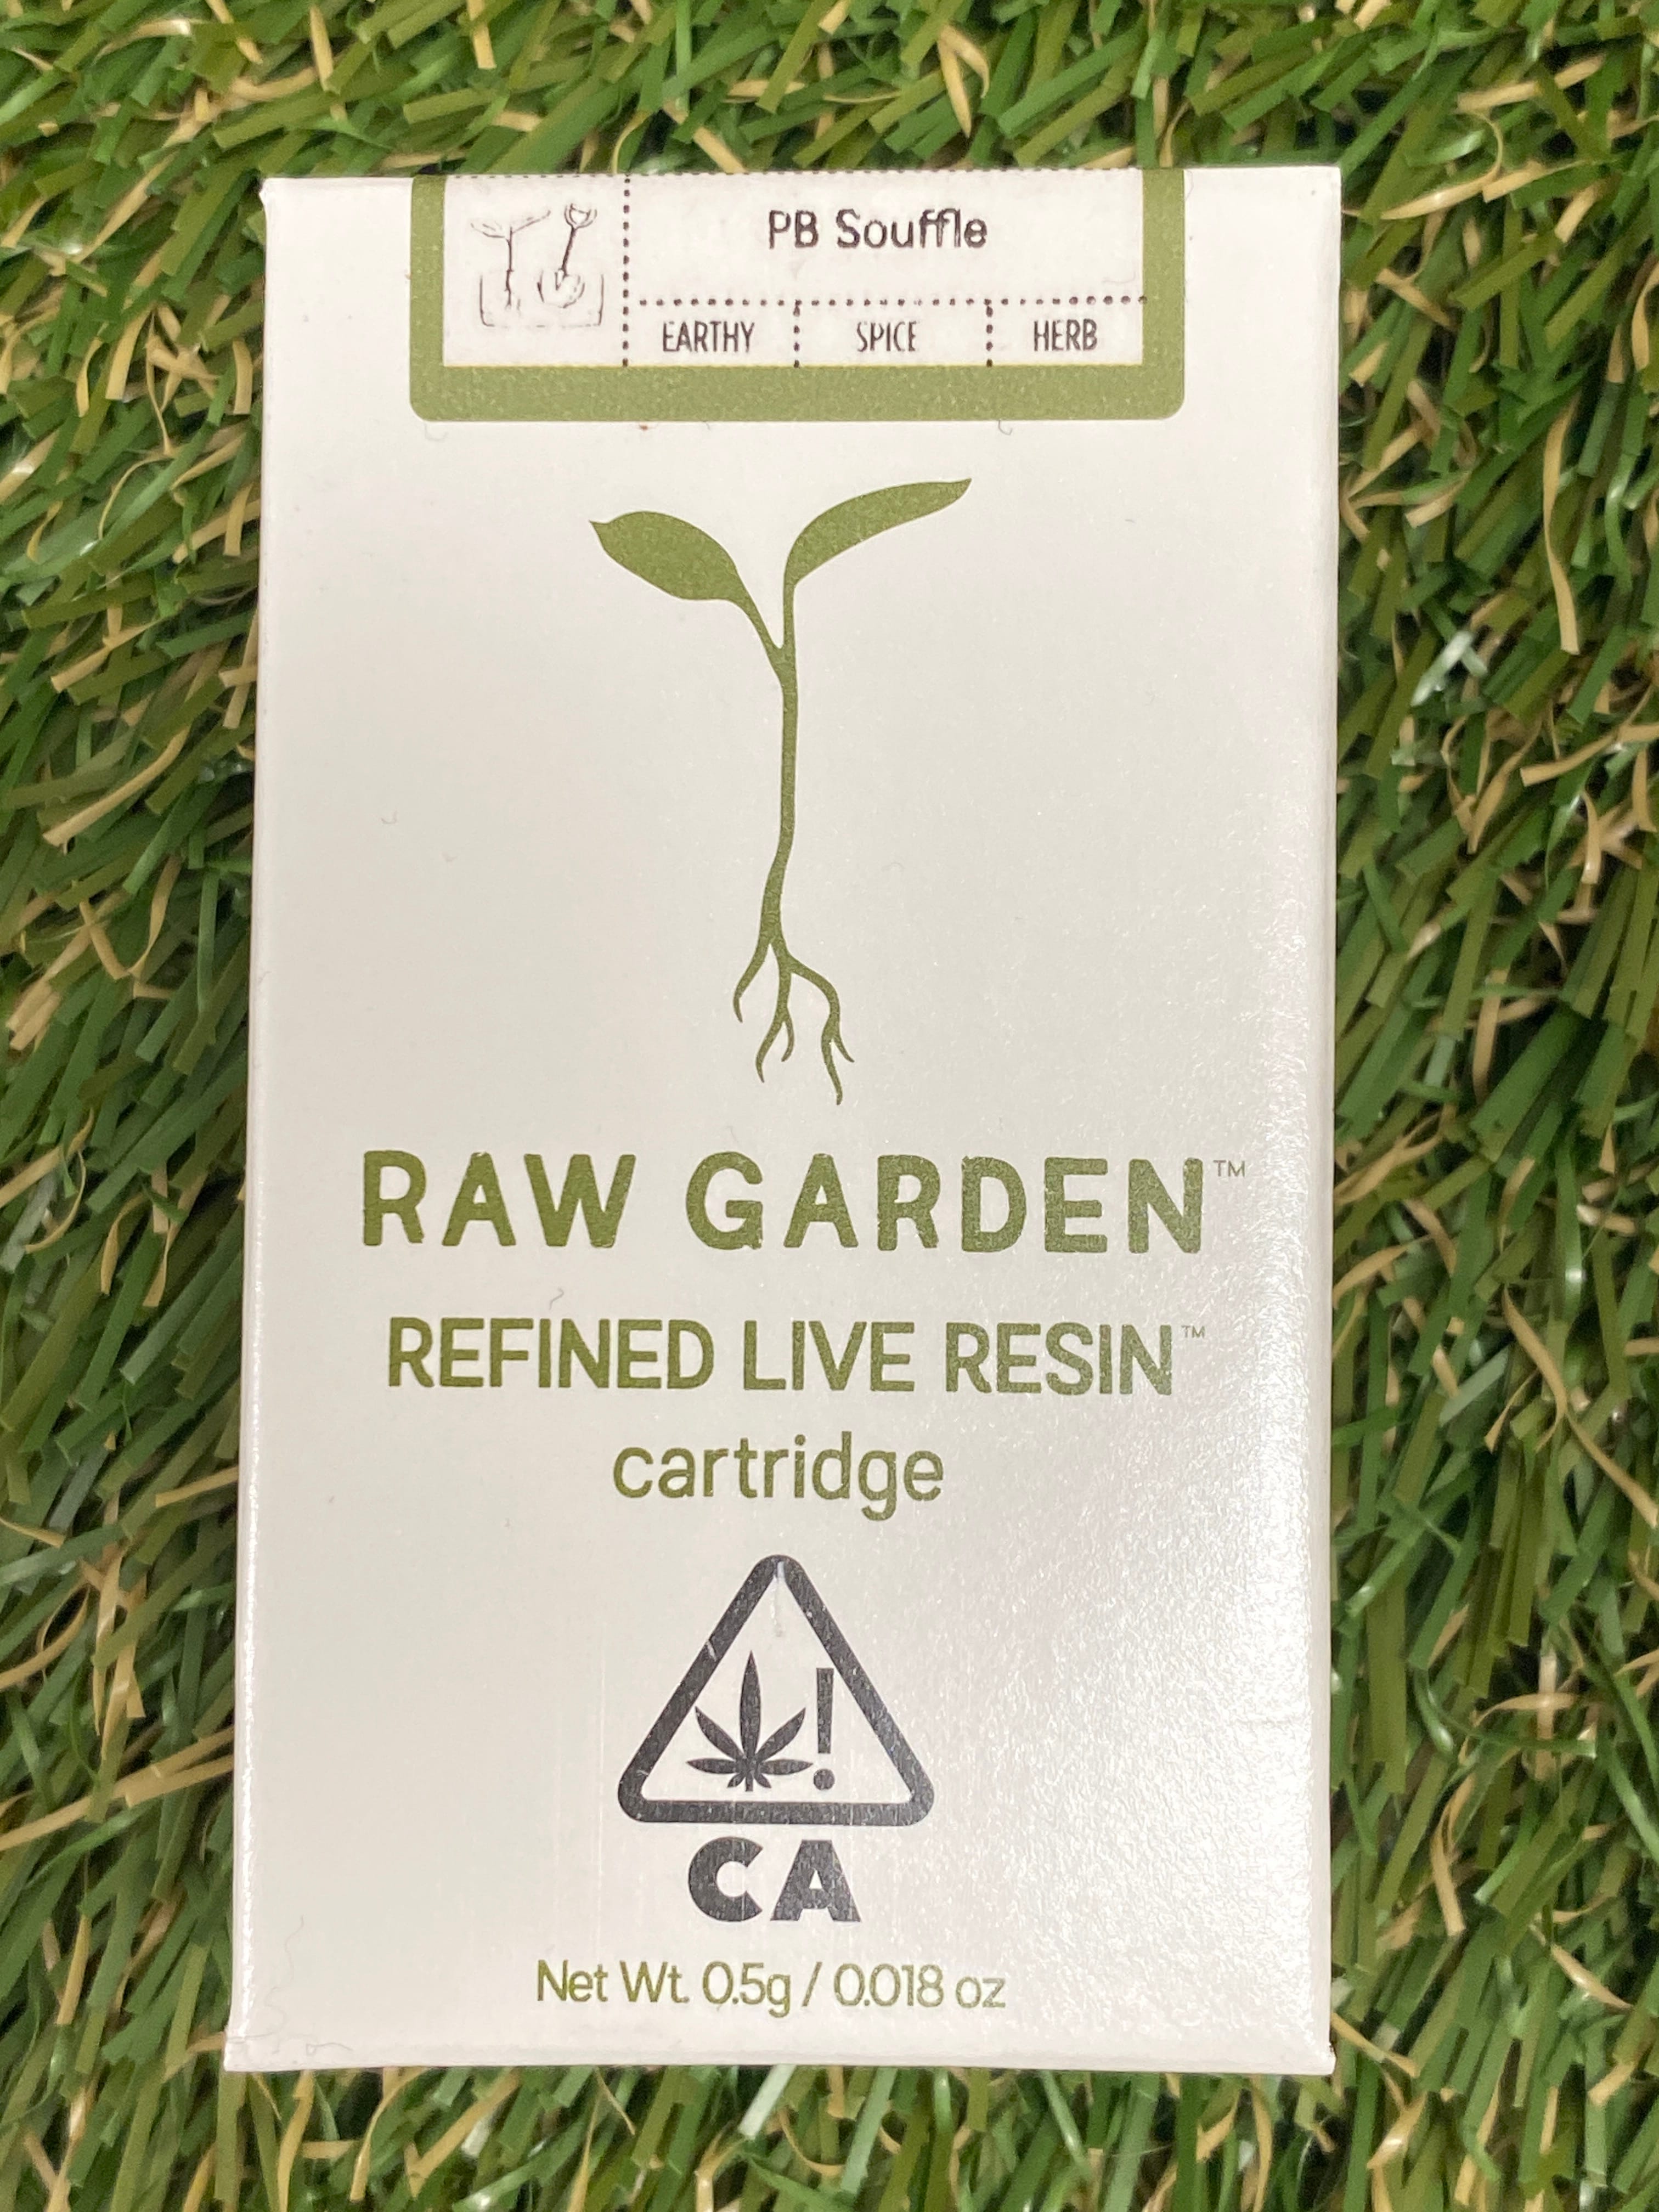 PB Souffle
EARTHY SPICE HERB
RAW GARDEN™
REFINED LIVE RESIN™
cartridge
!
CA
Net Wt. 0.5g / 0.018 oz